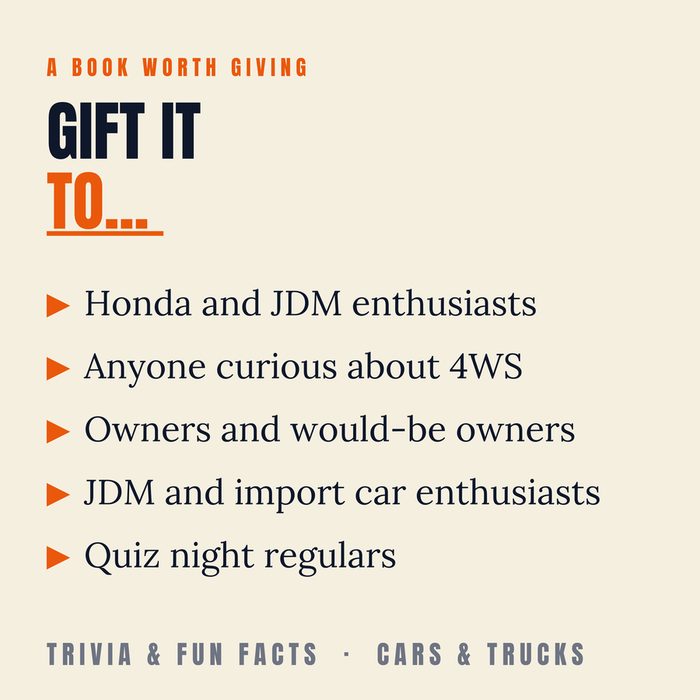 A BOOK WORTH GIVING
GIFT IT
TO...
▶ Honda and JDM enthusiasts
▶ Anyone curious about 4WS
▶ Owners and would-be owners
▶ JDM and import car enthusiasts
▶ Quiz night regulars
TRIVIA & FUN FACTS · CARS & TRUCKS